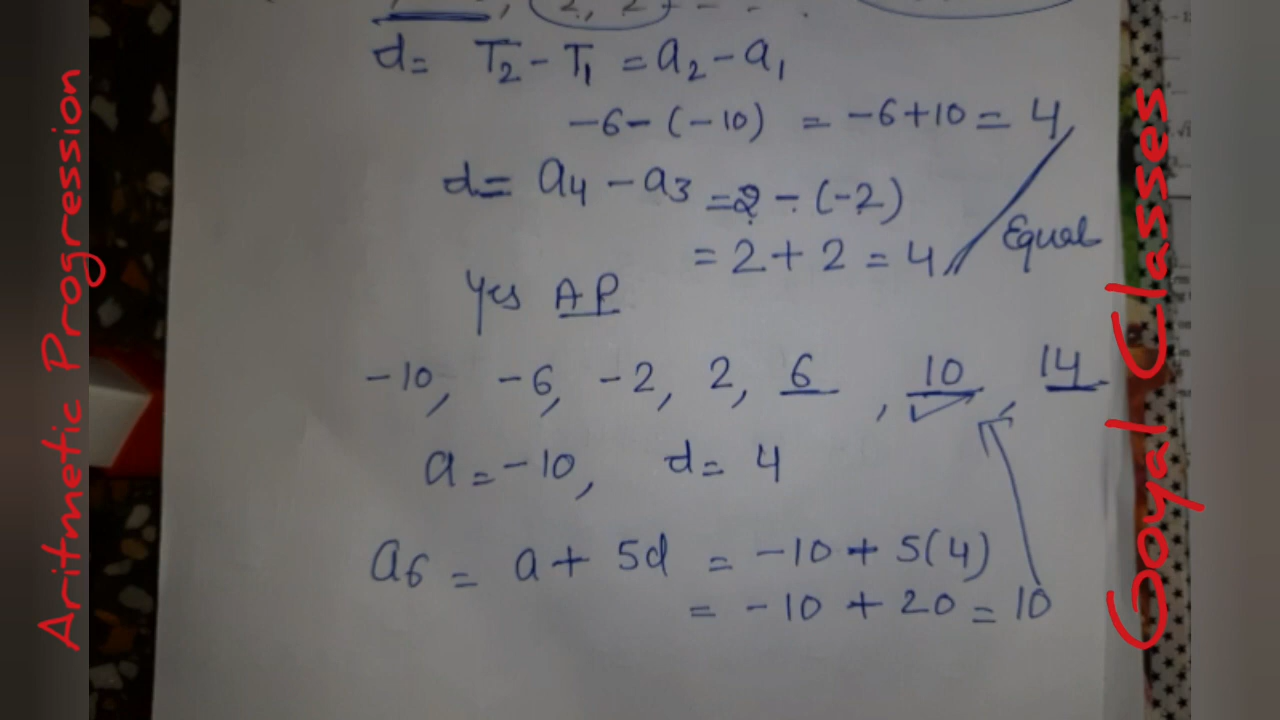 Aritmetic Progression
2, 2, - - - .
d = T₂ - T₁ = a₂ - a₁
-6 - (-10) = -6+10 = 4
d = a₄ - a₃ = 2 - (-2)
= 2 + 2 = 4
Equal
Yes AP
-10, -6, -2, 2, 6, 10, 14
a = -10, d = 4
a₆ = a + 5d = -10 + 5(4)
= -10 + 20 = 10
Goyal Classes